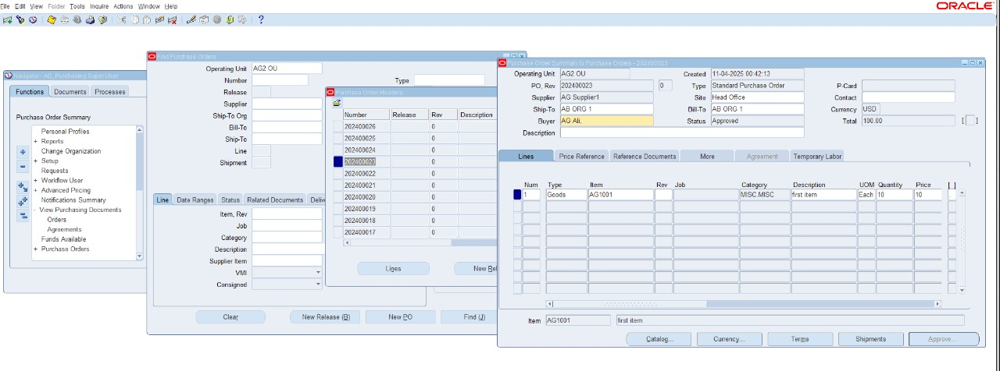 File Edit View Folder Tools Inquire Actions Window Help
ORACLE
Navigator - AG_ Purchasing Super User
Functions Documents Processes
Purchase Order Summary
Personal Profiles
+ Reports
Change Organization
+ Setup
Requests
+ Workflow User
+ Advanced Pricing
Notifications Summary
- View Purchasing Documents
Orders
Agreements
Funds Available
+ Purchase Orders
Find Purchase Orders
Operating Unit AG2 OU
Number Type
Release
Supplier
Ship-To Org
Bill-To
Ship-To
Line
Shipment
Line Date Ranges Status Related Documents Deliv
Item, Rev
Job
Category
Description
Supplier Item
VMI
Consigned
Clear New Release (B) New PO Find (J)
Purchase Order Headers
Number Release Rev Description
202400026 0
202400025 0
202400024 0
202400023 0
202400022 0
202400021 0
202400020 0
202400019 0
202400018 0
202400017 0
Lines New Rel
Purchase Order Summary to Purchase Orders - 202400023
Operating Unit AG2 OU Created 11-04-2025 00:42:13
PO, Rev 202400023 0 Type Standard Purchase Order P-Card
Supplier AG Supplier1 Site Head Office Contact
Ship-To AB ORG 1 Bill-To AB ORG 1 Currency USD
Buyer AG Ali, Status Approved Total 100.00 [ ]
Description
Lines Price Reference Reference Documents More Agreement Temporary Labor
Num Type Item Rev Job Category Description UOM Quantity Price [ ]
1 Goods AG1001 MISC.MISC first item Each 10 10 .
Item AG1001 first item
Catalog... Currency... Terms Shipments Approve...